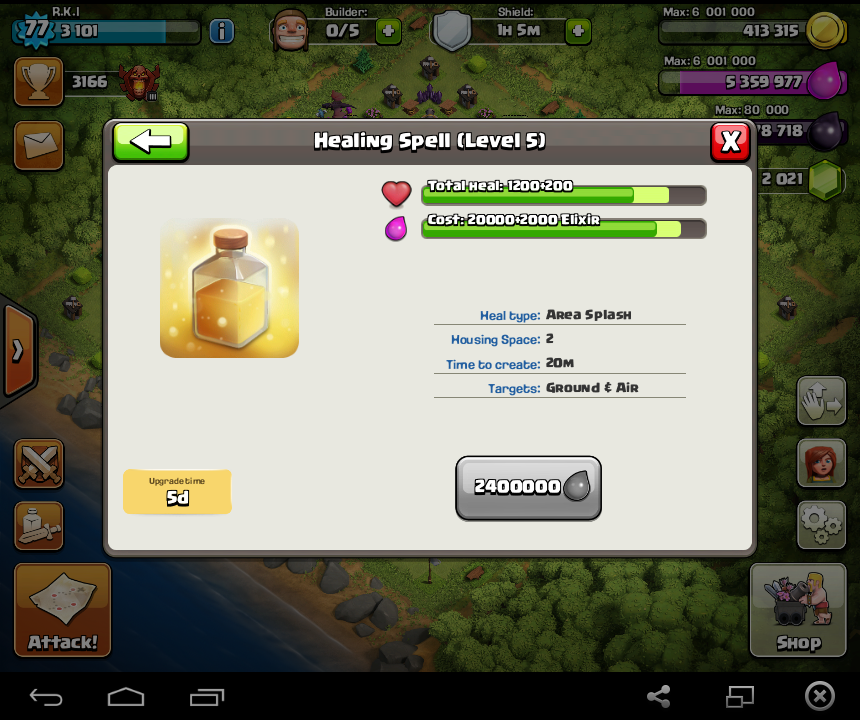 R.K.I
77
3 101
Builder:
0/5
Shield:
1h 5m
Max: 6 001 000
413 315
3166
III
Max: 6 001 000
5 359 977
Max: 80 000
78 718
2 021
Healing Spell (Level 5)
X
Total Heal: 1200+200
Cost: 20000+2000 Elixir
Heal type: Area Splash
Housing Space: 2
Time to create: 20m
Targets: Ground & Air
Upgrade time
5d
2400000
Attack!
Shop